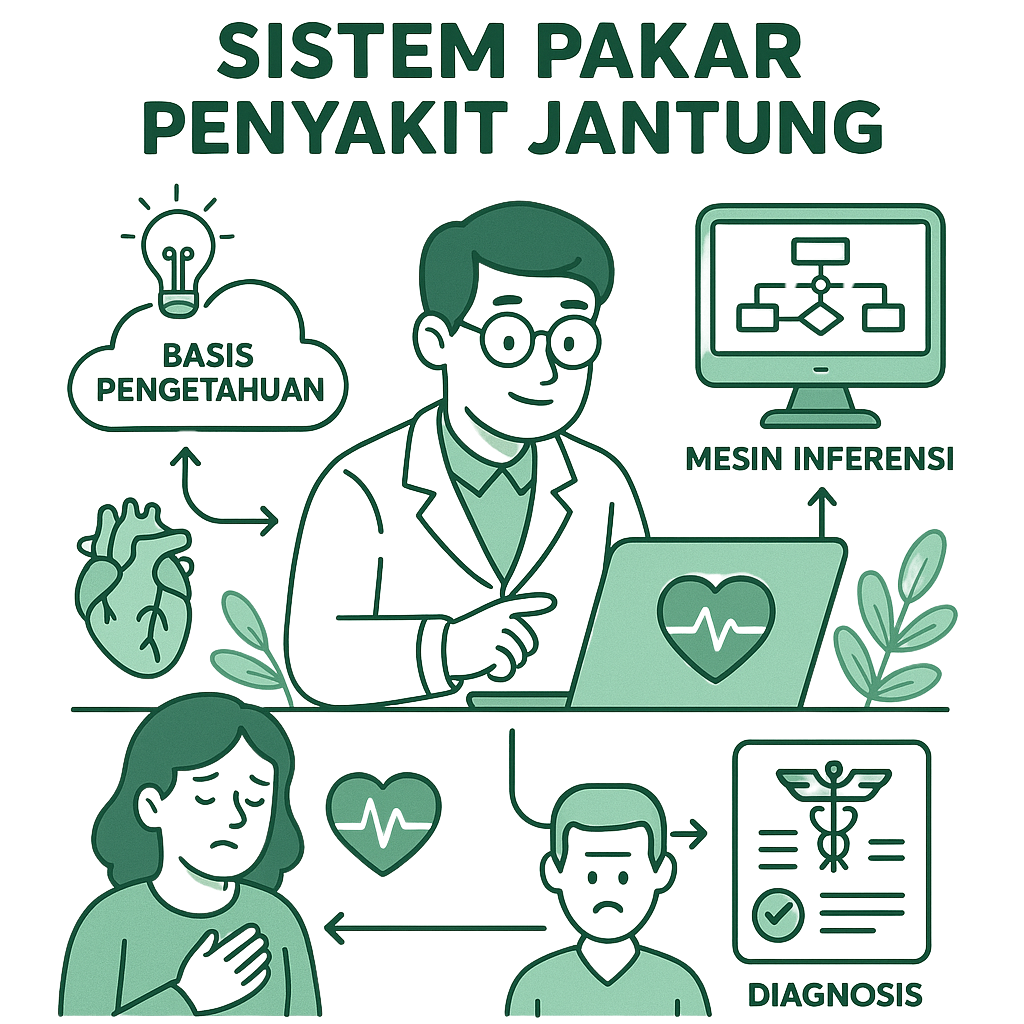 SISTEM PAKAR
PENYAKIT JANTUNG
BASIS
PENGETAHUAN
MESIN INFERENSI
DIAGNOSIS